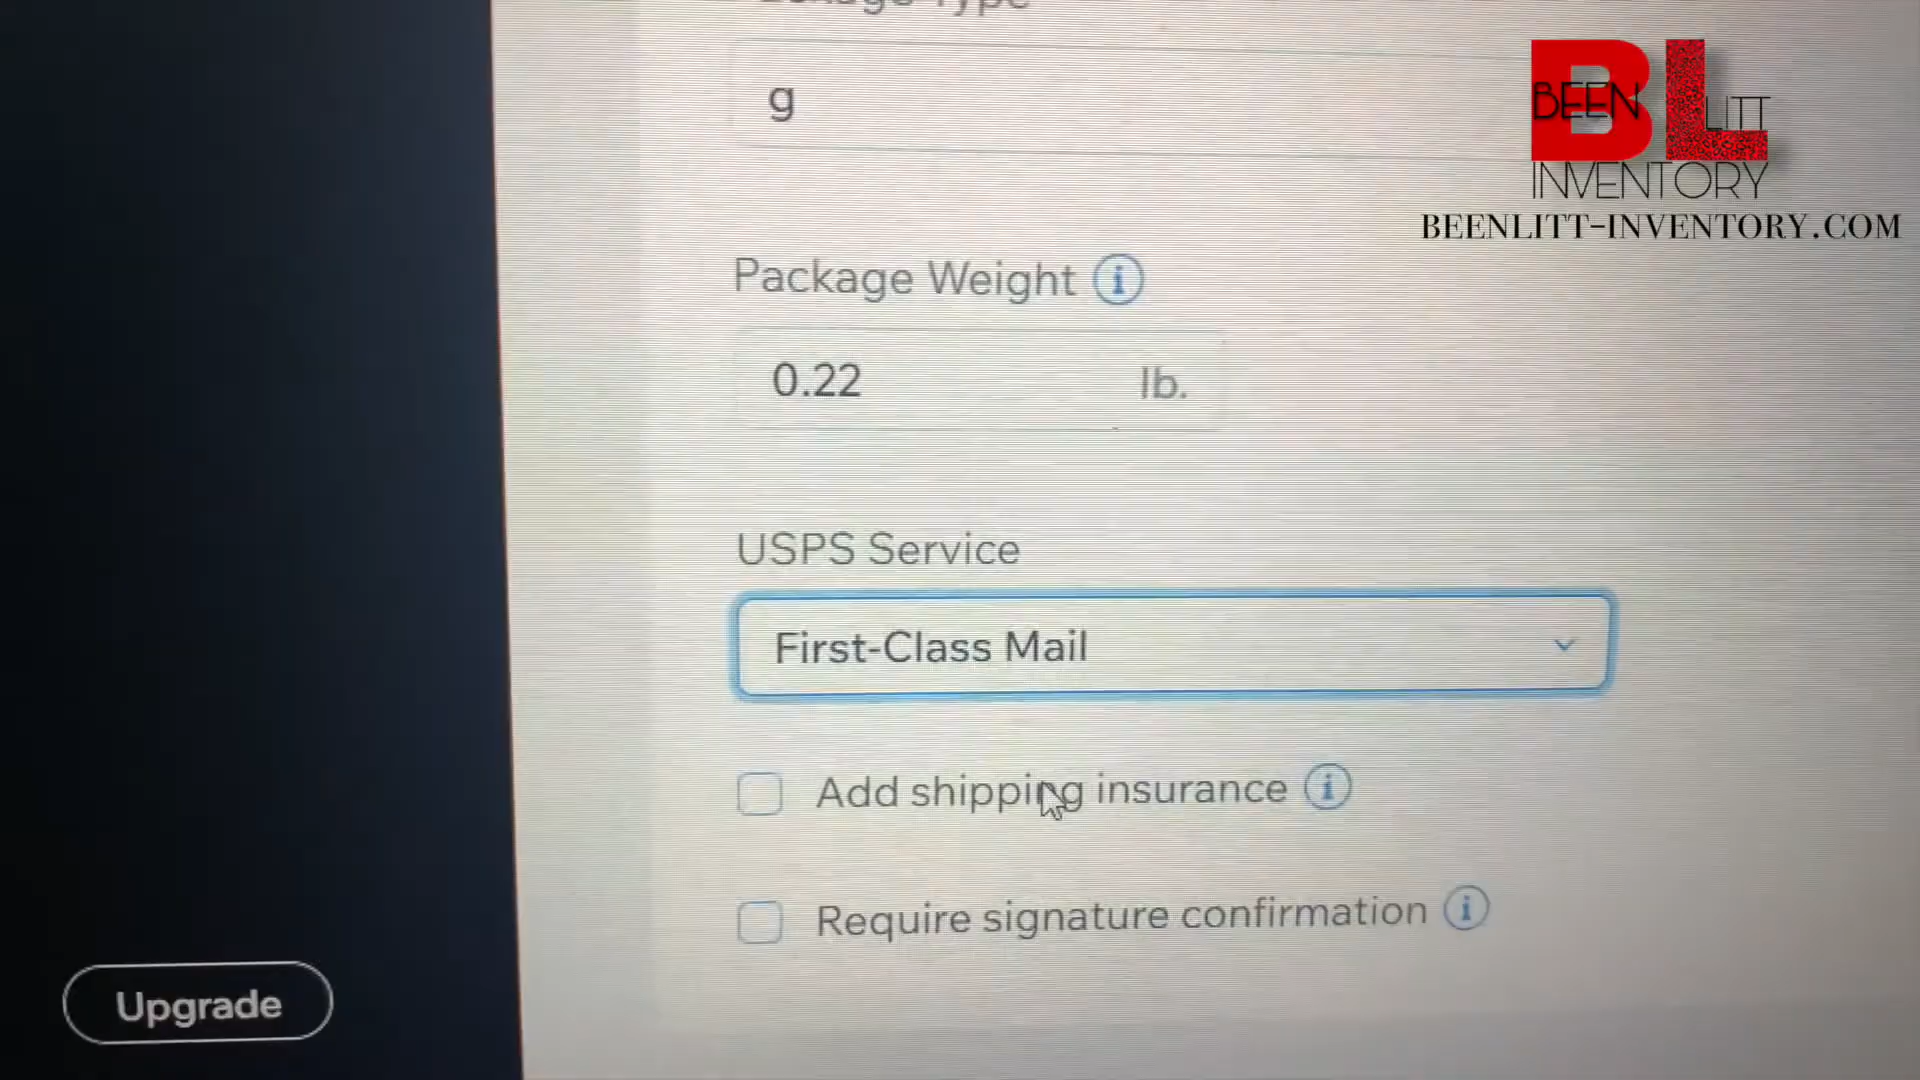 g
BEEN
LITT
INVENTORY
BEENLITT-INVENTORY.COM
Package Weight
0.22 lb.
USPS Service
First-Class Mail
Add shipping insurance
Require signature confirmation
Upgrade